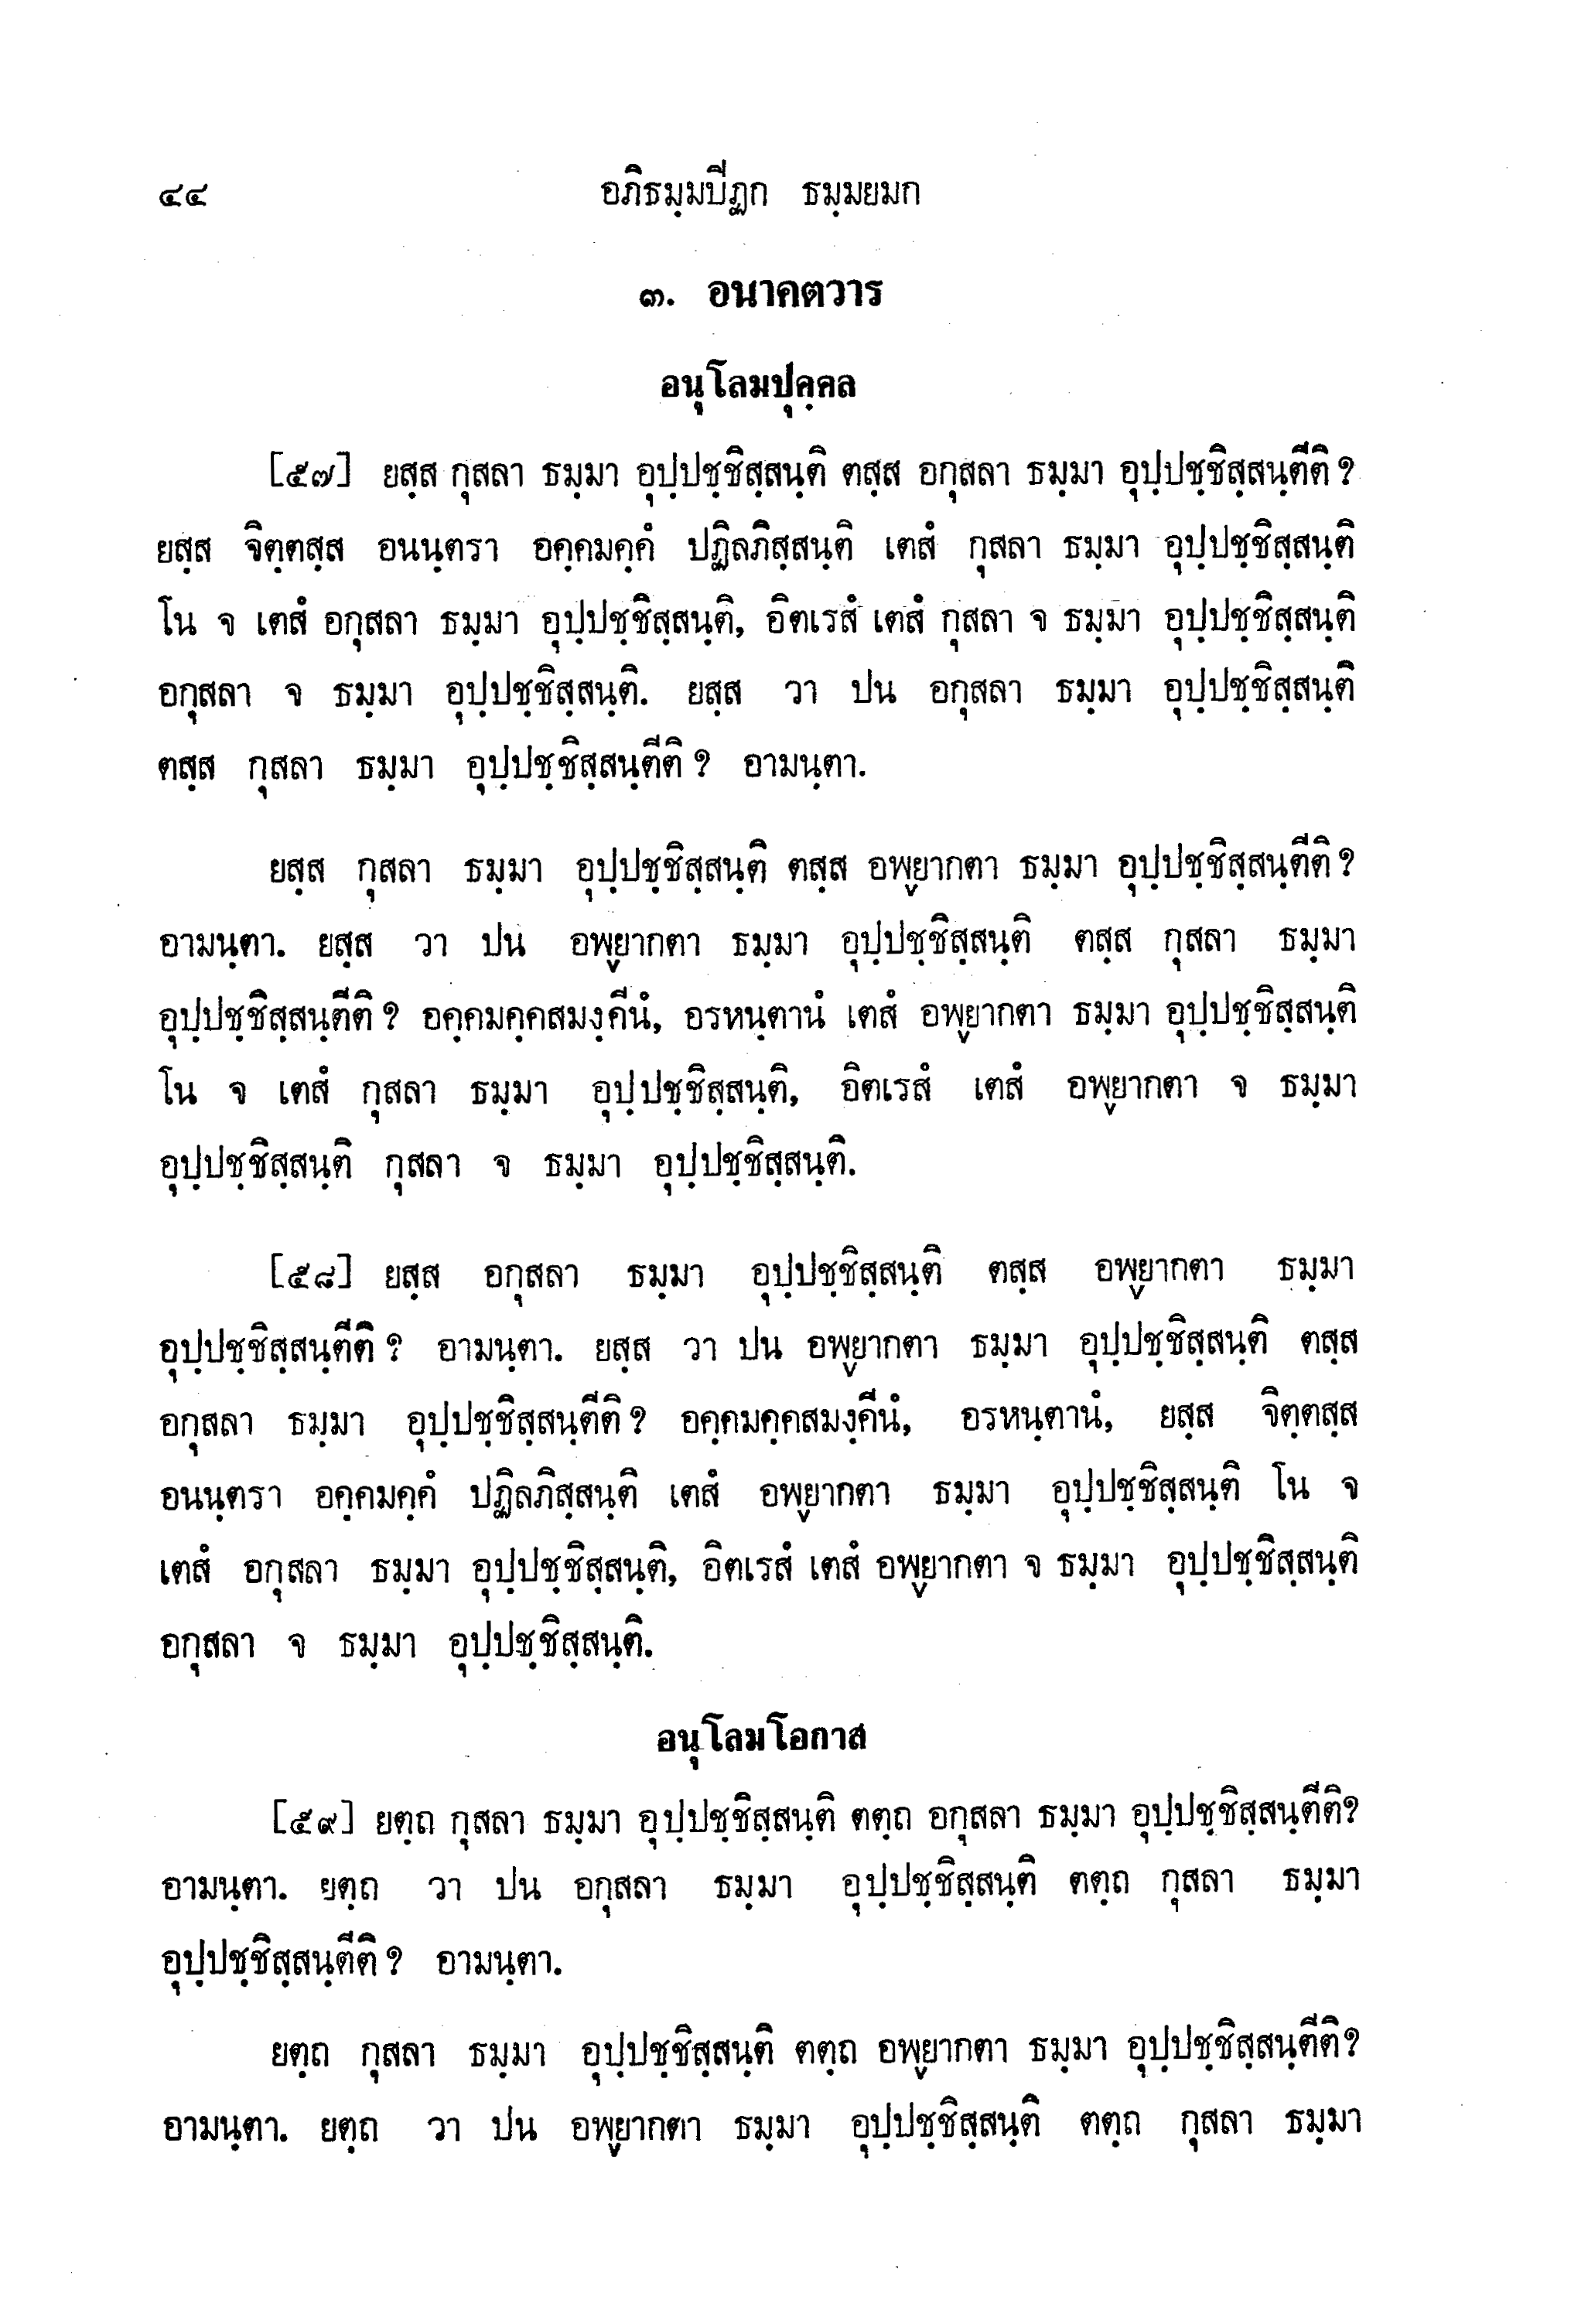 ๔๔ อภิธมฺมปีฏก ธมฺมยมก
๓. อนาคตวาร
อนุโลมปุคฺคล
[๕๗] ยสฺส กุสลา ธมฺมา อุปฺปชฺชิสฺสนฺติ ตสฺส อกุสลา ธมฺมา อุปฺปชฺชิสฺสนฺตีติ ?
ยสฺส จิตฺตสฺส อนนฺตรา อคฺคมคฺคํ ปฏิลภิสฺสนฺติ เตสํ กุสลา ธมฺมา อุปฺปชฺชิสฺสนฺติ
โน จ เตสํ อกุสลา ธมฺมา อุปฺปชฺชิสฺสนฺติ, อิตเรสํ เตสํ กุสลา จ ธมฺมา อุปฺปชฺชิสฺสนฺติ
อกุสลา จ ธมฺมา อุปฺปชฺชิสฺสนฺติ. ยสฺส วา ปน อกุสลา ธมฺมา อุปฺปชฺชิสฺสนฺติ
ตสฺส กุสลา ธมฺมา อุปฺปชฺชิสฺสนฺตีติ ? อามนฺตา.
ยสฺส กุสลา ธมฺมา อุปฺปชฺชิสฺสนฺติ ตสฺส อพฺยากตา ธมฺมา อุปฺปชฺชิสฺสนฺตีติ ?
อามนฺตา. ยสฺส วา ปน อพฺยากตา ธมฺมา อุปฺปชฺชิสฺสนฺติ ตสฺส กุสลา ธมฺมา
อุปฺปชฺชิสฺสนฺตีติ ? อคฺคมคฺคสมงฺคีนํ, อรหนฺตานํ เตสํ อพฺยากตา ธมฺมา อุปฺปชฺชิสฺสนฺติ
โน จ เตสํ กุสลา ธมฺมา อุปฺปชฺชิสฺสนฺติ, อิตเรสํ เตสํ อพฺยากตา จ ธมฺมา
อุปฺปชฺชิสฺสนฺติ กุสลา จ ธมฺมา อุปฺปชฺชิสฺสนฺติ.
[๕๘] ยสฺส อกุสลา ธมฺมา อุปฺปชฺชิสฺสนฺติ ตสฺส อพฺยากตา ธมฺมา
อุปฺปชฺชิสฺสนฺตีติ ? อามนฺตา. ยสฺส วา ปน อพฺยากตา ธมฺมา อุปฺปชฺชิสฺสนฺติ ตสฺส
อกุสลา ธมฺมา อุปฺปชฺชิสฺสนฺตีติ ? อคฺคมคฺคสมงฺคีนํ, อรหนฺตานํ, ยสฺส จิตฺตสฺส
อนนฺตรา อคฺคมคฺคํ ปฏิลภิสฺสนฺติ เตสํ อพฺยากตา ธมฺมา อุปฺปชฺชิสฺสนฺติ โน จ
เตสํ อกุสลา ธมฺมา อุปฺปชฺชิสฺสนฺติ, อิตเรสํ เตสํ อพฺยากตา จ ธมฺมา อุปฺปชฺชิสฺสนฺติ
อกุสลา จ ธมฺมา อุปฺปชฺชิสฺสนฺติ.
อนุโลมโอกาส
[๕๙] ยตฺถ กุสลา ธมฺมา อุปฺปชฺชิสฺสนฺติ ตตฺถ อกุสลา ธมฺมา อุปฺปชฺชิสฺสนฺตีติ?
อามนฺตา. ยตฺถ วา ปน อกุสลา ธมฺมา อุปฺปชฺชิสฺสนฺติ ตตฺถ กุสลา ธมฺมา
อุปฺปชฺชิสฺสนฺตีติ ? อามนฺตา.
ยตฺถ กุสลา ธมฺมา อุปฺปชฺชิสฺสนฺติ ตตฺถ อพฺยากตา ธมฺมา อุปฺปชฺชิสฺสนฺตีติ?
อามนฺตา. ยตฺถ วา ปน อพฺยากตา ธมฺมา อุปฺปชฺชิสฺสนฺติ ตตฺถ กุสลา ธมฺมา